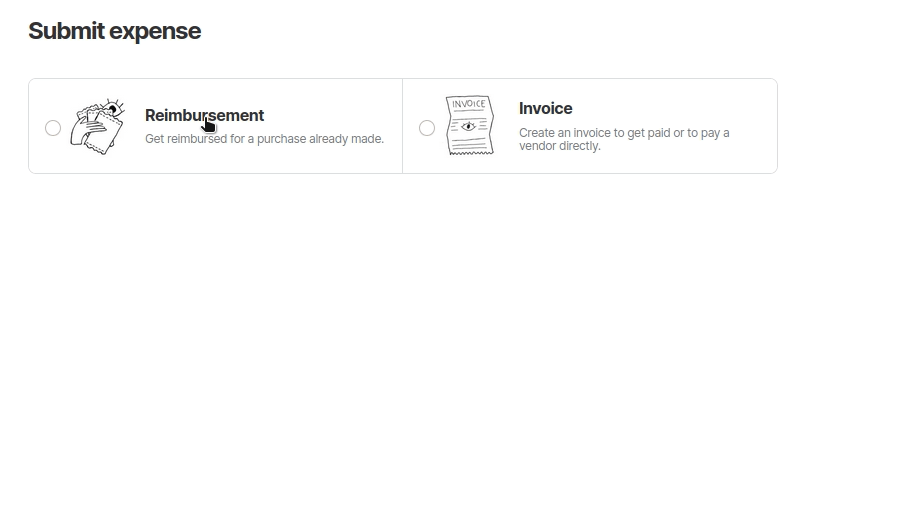 Submit expense
Reimbursement
Get reimbursed for a purchase already made.
INVOICE
Invoice
Create an invoice to get paid or to pay a
vendor directly.